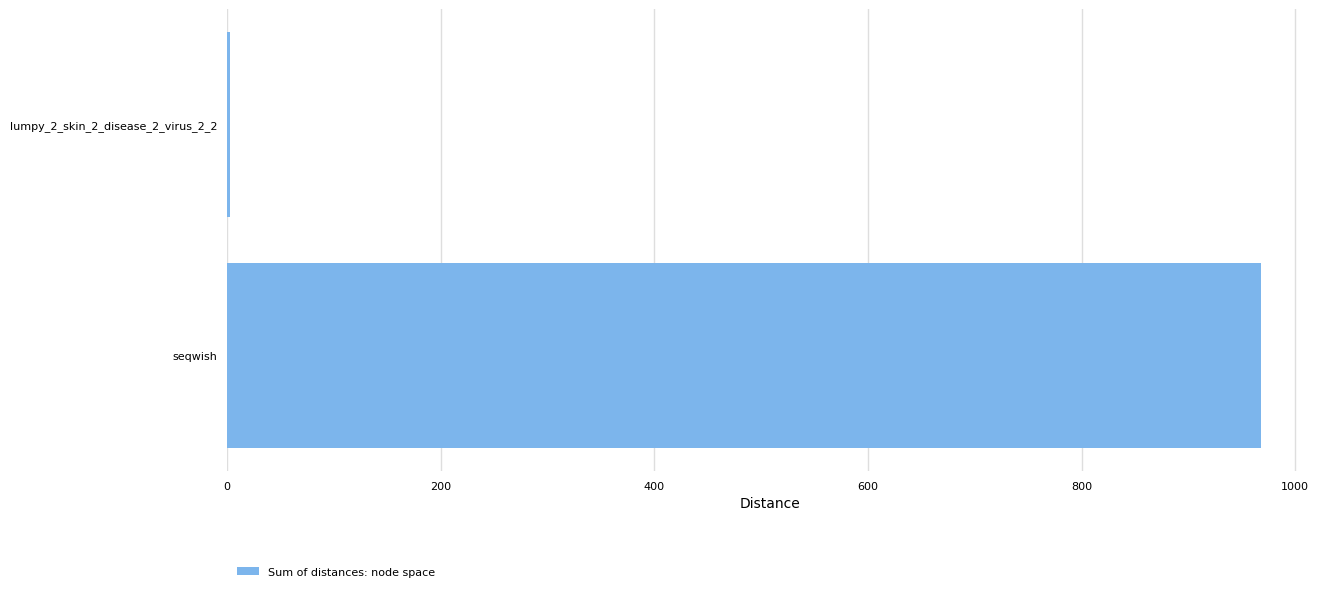 lumpy_2_skin_2_disease_2_virus_2_2
seqwish
0 200 400 600 800 1000
Distance
Sum of distances: node space